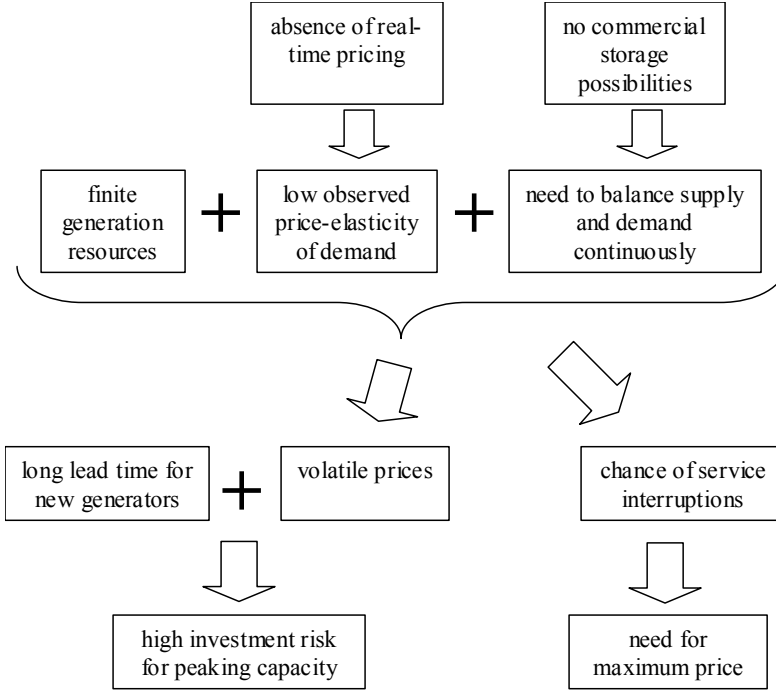 absence of real-
time pricing
no commercial
storage
possibilities
finite
generation
resources
+
low observed
price-elasticity
of demand
+
need to balance supply
and demand
continuously
long lead time for
new generators
+
volatile prices
chance of service
interruptions
high investment risk
for peaking capacity
need for
maximum price